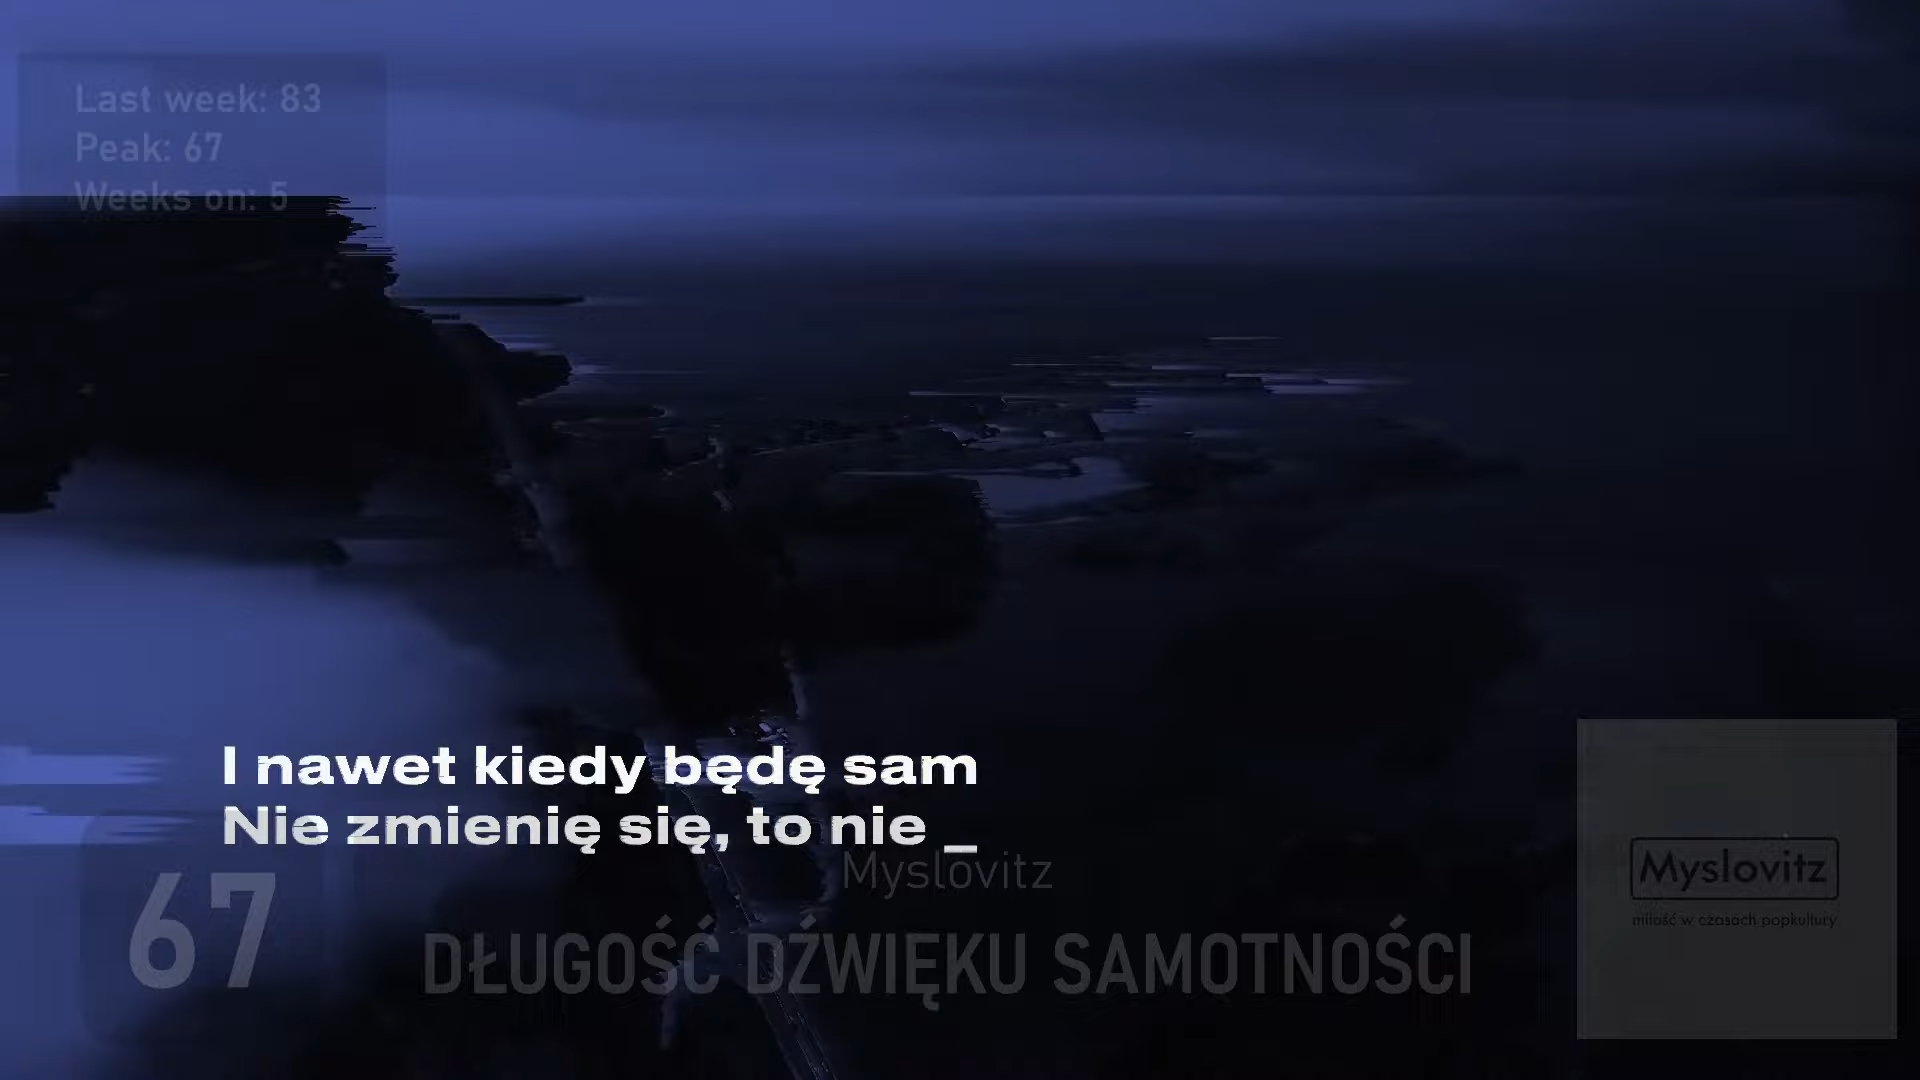 Last week: 83
Peak: 67
Weeks on: 5
I nawet kiedy będę sam
Nie zmienię się, to nie _
67
Myslovitz
DŁUGOŚĆ DŹWIĘKU SAMOTNOŚCI
Myslovitz
miłość w czasach popkultury